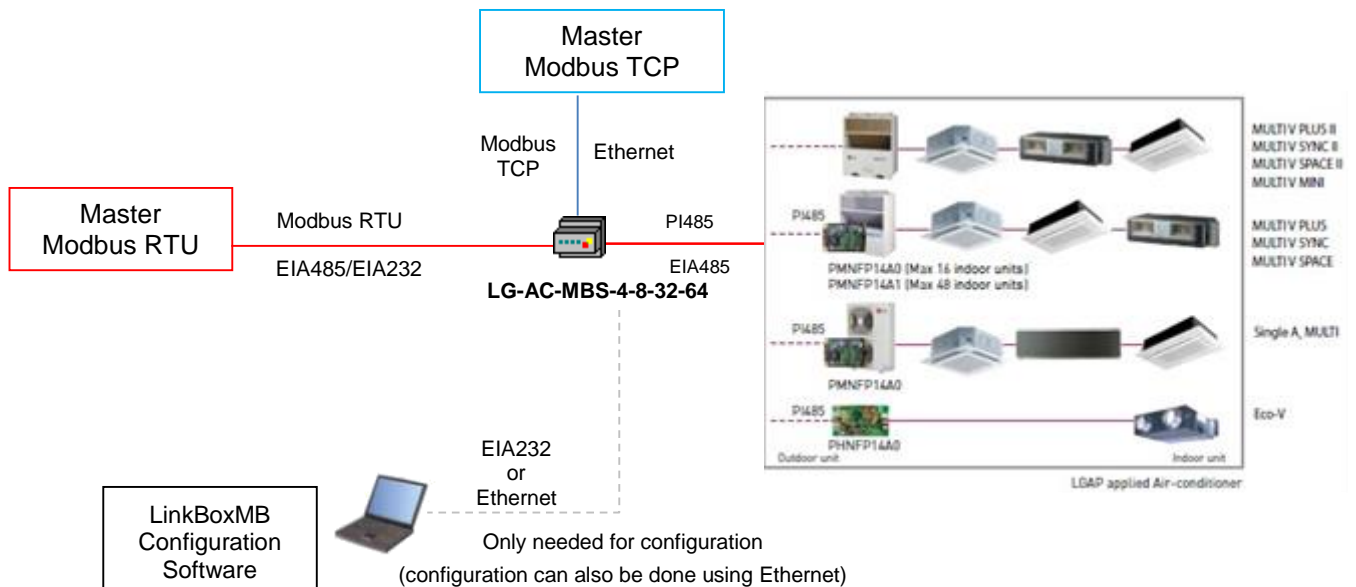 Master
Modbus TCP
Modbus
TCP
Ethernet
Master
Modbus RTU
Modbus RTU
EIA485/EIA232
PI485
EIA485
LG-AC-MBS-4-8-32-64
MULTI V PLUS II
MULTI V SYNC II
MULTI V SPACE II
MULTI V MINI
PI485
PMNFP14A0 (Max 16 indoor units)
PMNFP14A1 (Max 48 indoor units)
MULTI V PLUS
MULTI V SYNC
MULTI V SPACE
PI485
PMNFP14A0
Single A, MULTI
PI485
PHNFP14A0
Eco-V
Outdoor unit
Indoor unit
LGAP applied Air-conditioner
EIA232
or
Ethernet
LinkBoxMB
Configuration
Software
Only needed for configuration
(configuration can also be done using Ethernet)